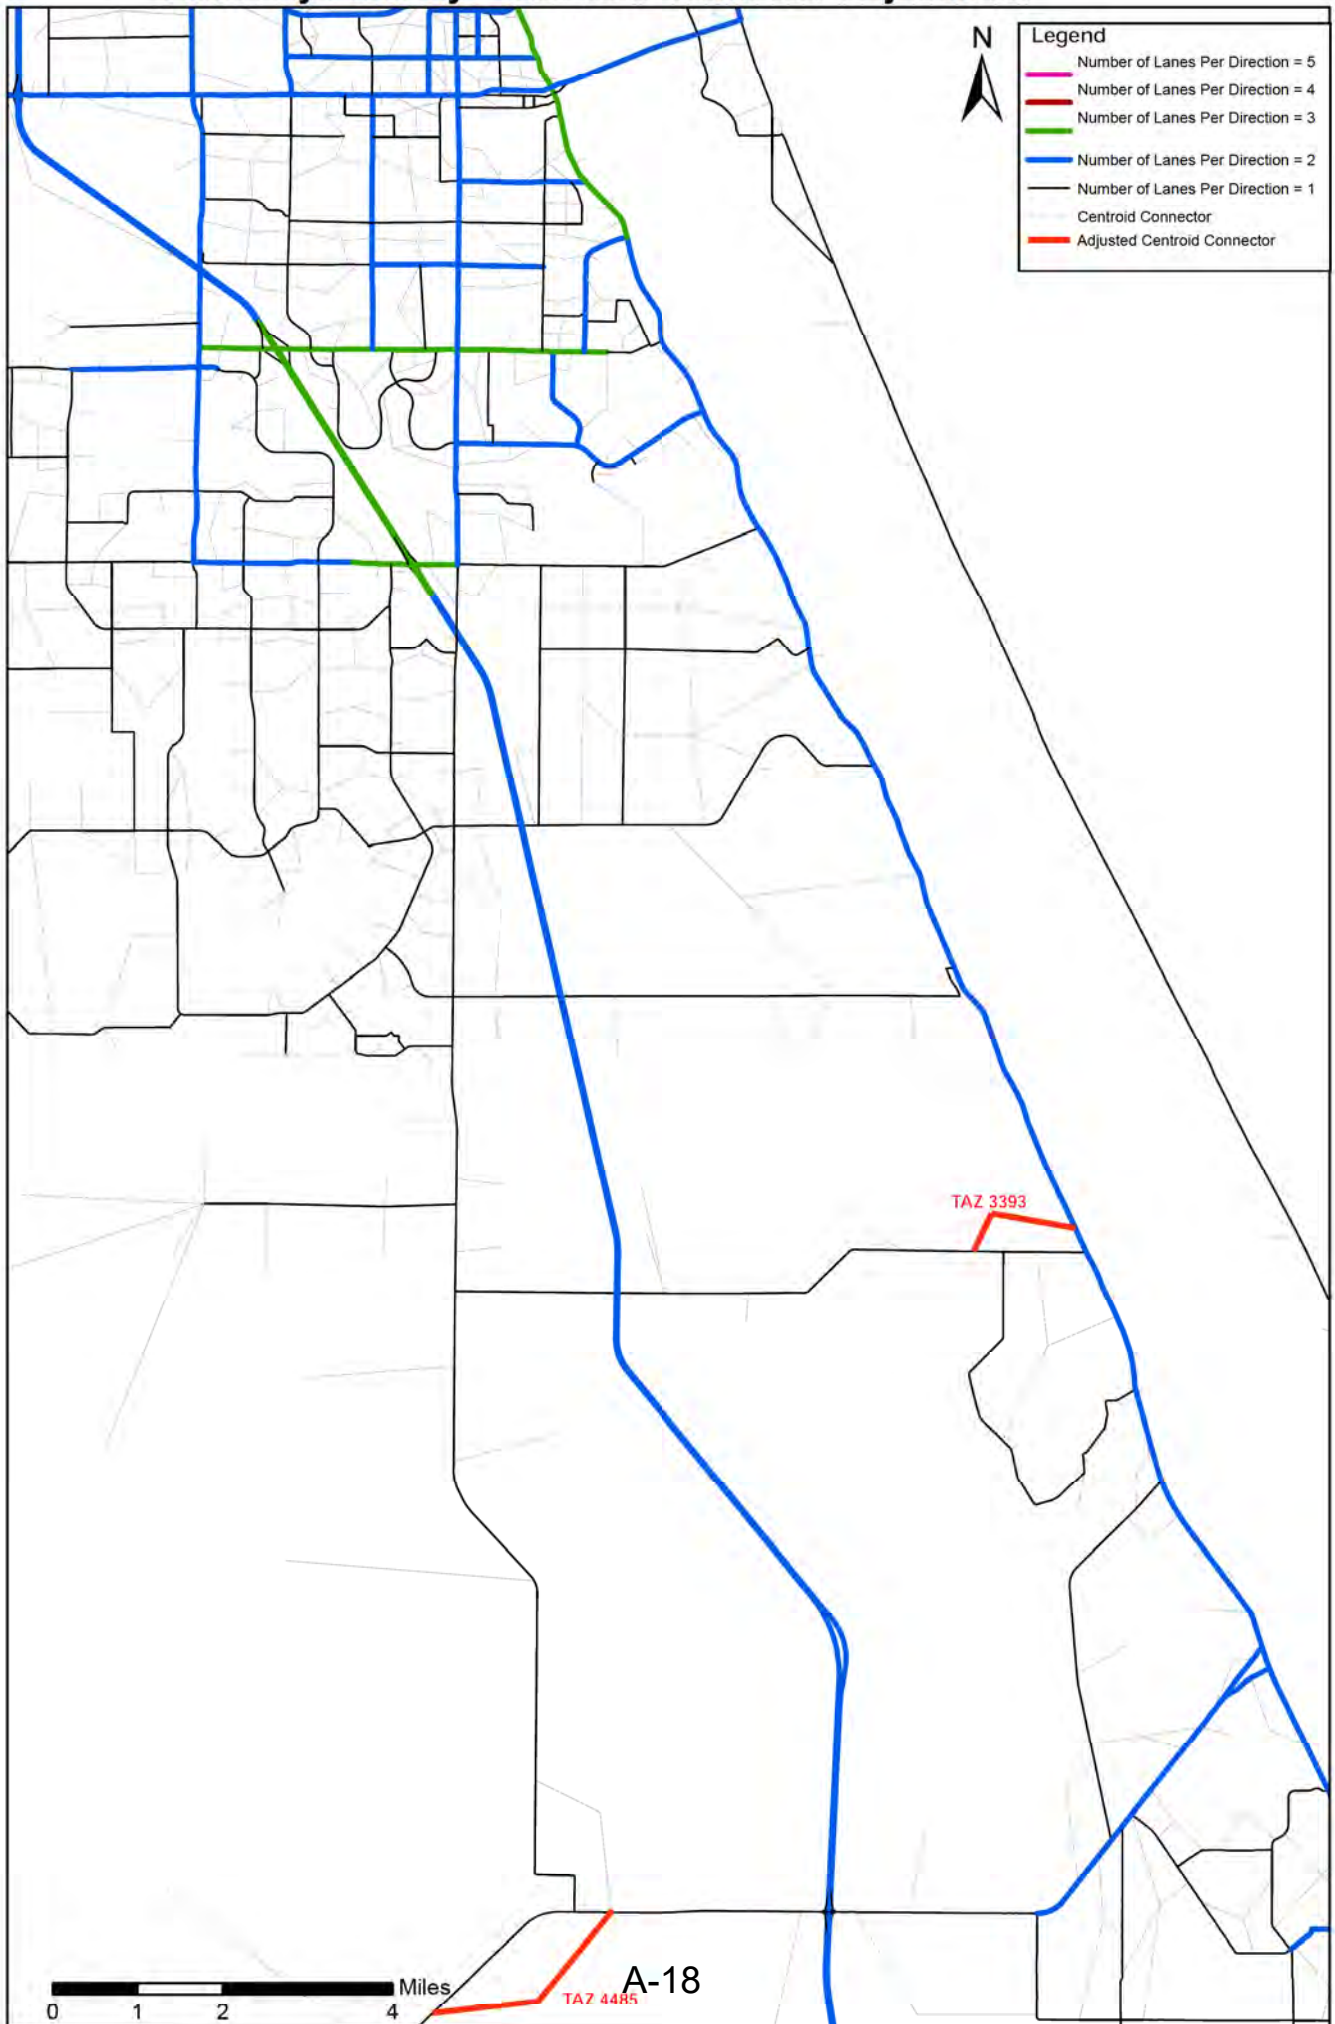 N
Legend
Number of Lanes Per Direction = 5
Number of Lanes Per Direction = 4
Number of Lanes Per Direction = 3
Number of Lanes Per Direction = 2
Number of Lanes Per Direction = 1
Centroid Connector
Adjusted Centroid Connector
TAZ 3393
Miles
0 1 2 4
TAZ 4485
A-18